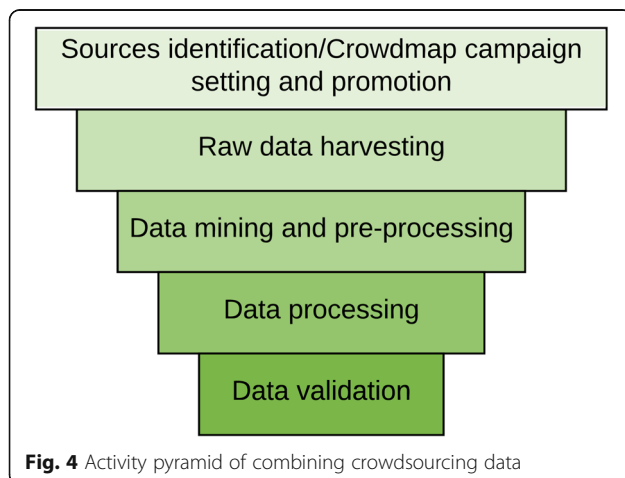 Sources identification/Crowdmap campaign
setting and promotion
Raw data harvesting
Data mining and pre-processing
Data processing
Data validation
Fig. 4 Activity pyramid of combining crowdsourcing data